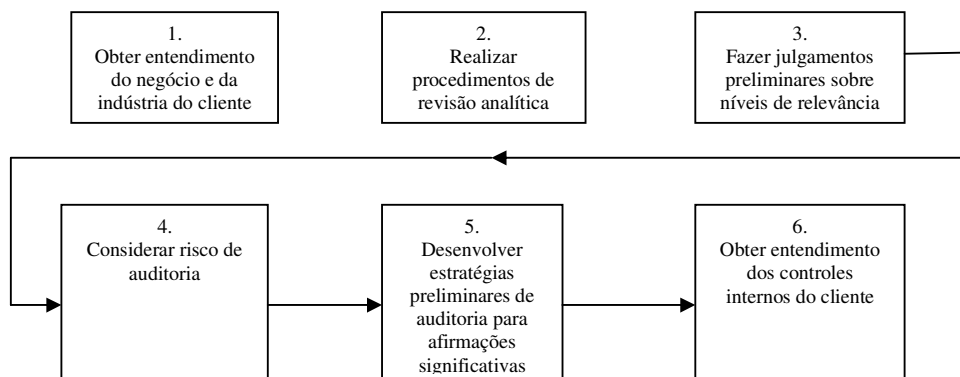 1.
Obter entendimento
do negócio e da
indústria do cliente
2.
Realizar
procedimentos de
revisão analítica
3.
Fazer julgamentos
preliminares sobre
níveis de relevância
4.
Considerar risco de
auditoria
5.
Desenvolver
estratégias
preliminares de
auditoria para
afirmações
significativas
6.
Obter entendimento
dos controles
internos do cliente